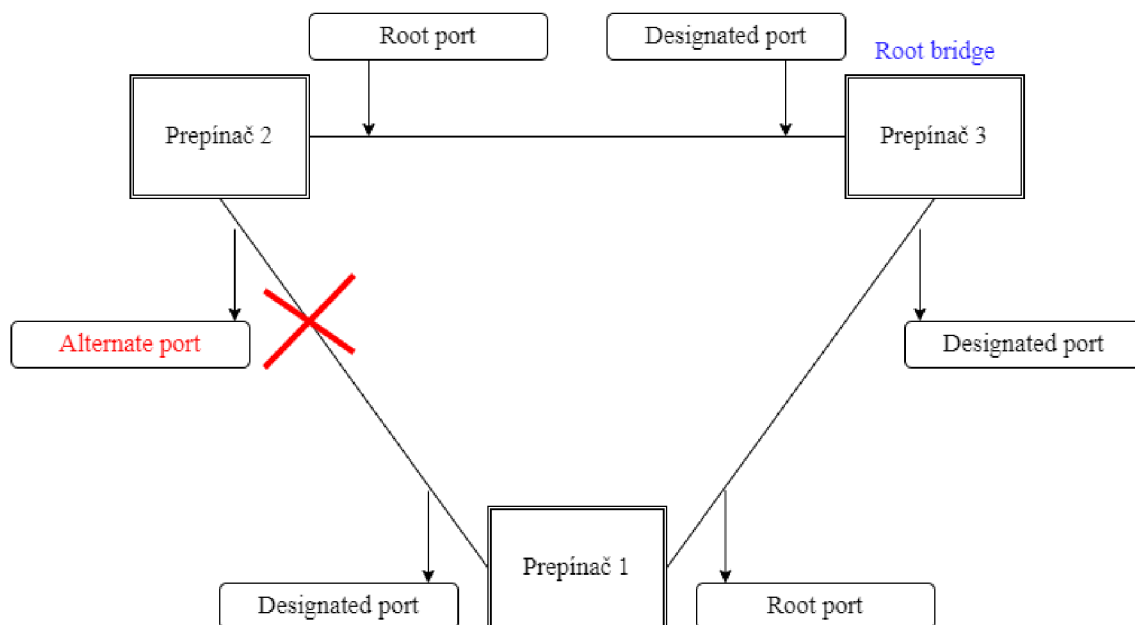 Root port
Designated port
Root bridge
Prepínač 2
Prepínač 3
Alternate port
Designated port
Prepínač 1
Designated port
Root port